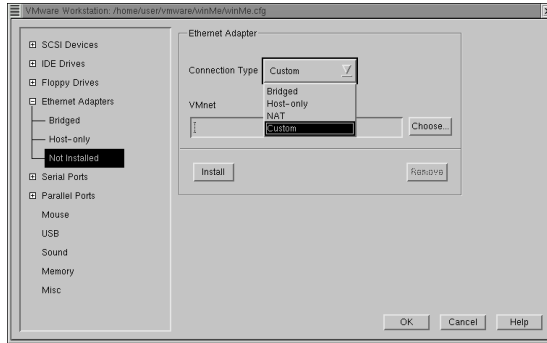 VMware Workstation: /home/user/vmware/winMe/winMe.cfg
SCSI Devices
IDE Drives
Floppy Drives
Ethernet Adapters
Bridged
Host-only
Not Installed
Serial Ports
Parallel Ports
Mouse
USB
Sound
Memory
Misc
Ethernet Adapter
Connection Type
Custom
Bridged
Host-only
NAT
Custom
VMnet
Choose...
Install
Remove
OK
Cancel
Help